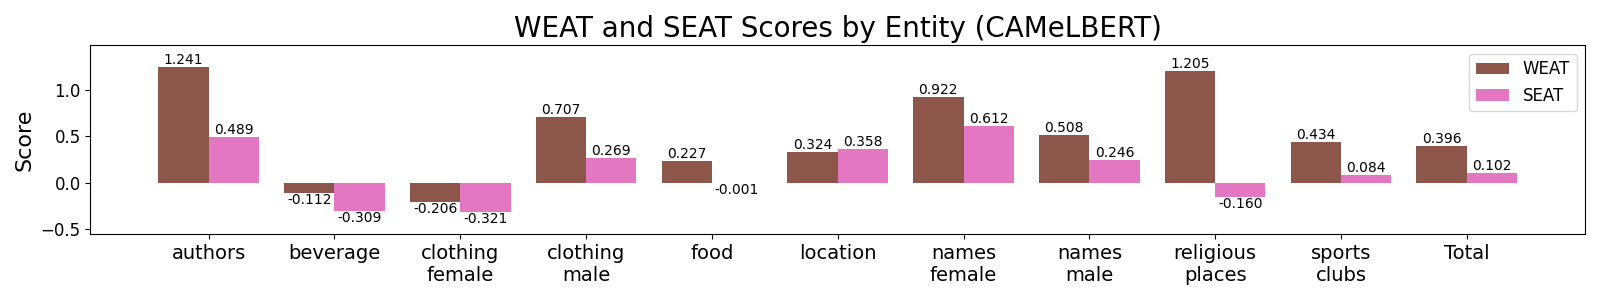 WEAT and SEAT Scores by Entity (CAMeLBERT)
Score
1.0
0.5
0.0
−0.5
1.241
0.489
-0.112
-0.309
-0.206
-0.321
0.707
0.269
0.227
-0.001
0.324
0.358
0.922
0.612
0.508
0.246
1.205
-0.160
0.434
0.084
0.396
0.102
WEAT
SEAT
authors
beverage
clothing
female
clothing
male
food
location
names
female
names
male
religious
places
sports
clubs
Total